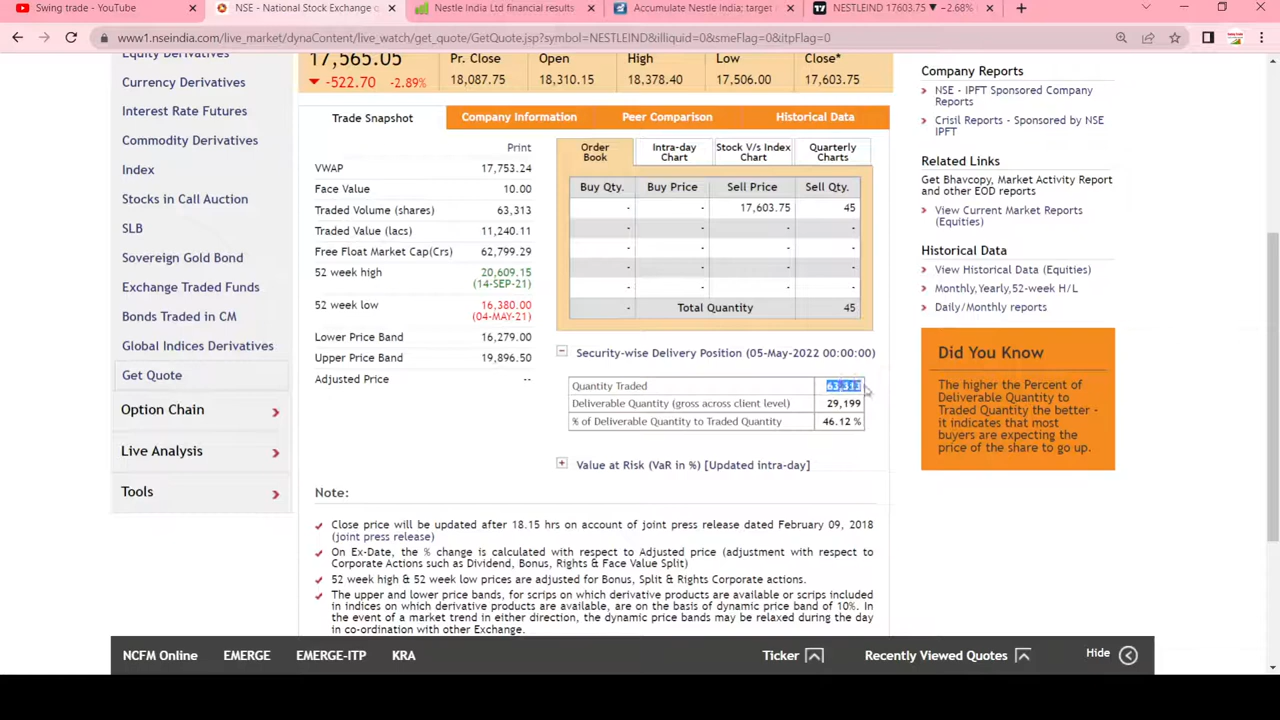 Swing trade - YouTube
NSE - National Stock Exchange o
Nestle India Ltd financial results
Accumulate Nestle India; target
NESTLEIND 17603.75 ▼ −2.68%
www1.nseindia.com/live_market/dynaContent/live_watch/get_quote/GetQuote.jsp?symbol=NESTLEIND&illiquid=0&smeFlag=0&itpFlag=0
Equity Derivatives
Currency Derivatives
Interest Rate Futures
Commodity Derivatives
Index
Stocks in Call Auction
SLB
Sovereign Gold Bond
Exchange Traded Funds
Bonds Traded in CM
Global Indices Derivatives
Get Quote
Option Chain
Live Analysis
Tools
17,565.05
-522.70 -2.89%
Pr. Close
18,087.75
Open
18,310.15
High
18,378.40
Low
17,506.00
Close*
17,603.75
Trade Snapshot
Company Information
Peer Comparison
Historical Data
Print
VWAP 17,753.24
Face Value 10.00
Traded Volume (shares) 63,313
Traded Value (lacs) 11,240.11
Free Float Market Cap(Crs) 62,799.29
52 week high 20,609.15
(14-SEP-21)
52 week low 16,380.00
(04-MAY-21)
Lower Price Band 16,279.00
Upper Price Band 19,896.50
Adjusted Price --
Order Book
Intra-day Chart
Stock V/s Index Chart
Quarterly Charts
Buy Qty. Buy Price Sell Price Sell Qty.
- - 17,603.75 45
- - - -
- - - -
- - - -
- - - -
- Total Quantity 45
Security-wise Delivery Position (05-May-2022 00:00:00)
Quantity Traded 63,313
Deliverable Quantity (gross across client level) 29,199
% of Deliverable Quantity to Traded Quantity 46.12 %
Value at Risk (VaR in %) [Updated intra-day]
Note:
Close price will be updated after 18.15 hrs on account of joint press release dated February 09, 2018
(joint press release)
On Ex-Date, the % change is calculated with respect to Adjusted price (adjustment with respect to
Corporate Actions such as Dividend, Bonus, Rights & Face Value Split)
52 week high & 52 week low prices are adjusted for Bonus, Split & Rights Corporate actions.
The upper and lower price bands, for scrips on which derivative products are available or scrips included
in indices on which derivative products are available, are on the basis of dynamic price band of 10%. In
the event of a market trend in either direction, the dynamic price bands may be relaxed during the day
in co-ordination with other Exchange.
Company Reports
NSE - IPFT Sponsored Company
Reports
Crisil Reports - Sponsored by NSE
IPFT
Related Links
Get Bhavcopy, Market Activity Report
and other EOD reports
View Current Market Reports
(Equities)
Historical Data
View Historical Data (Equities)
Monthly,Yearly,52-week H/L
Daily/Monthly reports
Did You Know
The higher the Percent of
Deliverable Quantity to
Traded Quantity the better -
it indicates that most
buyers are expecting the
price of the share to go up.
NCFM Online
EMERGE
EMERGE-ITP
KRA
Ticker
Recently Viewed Quotes
Hide